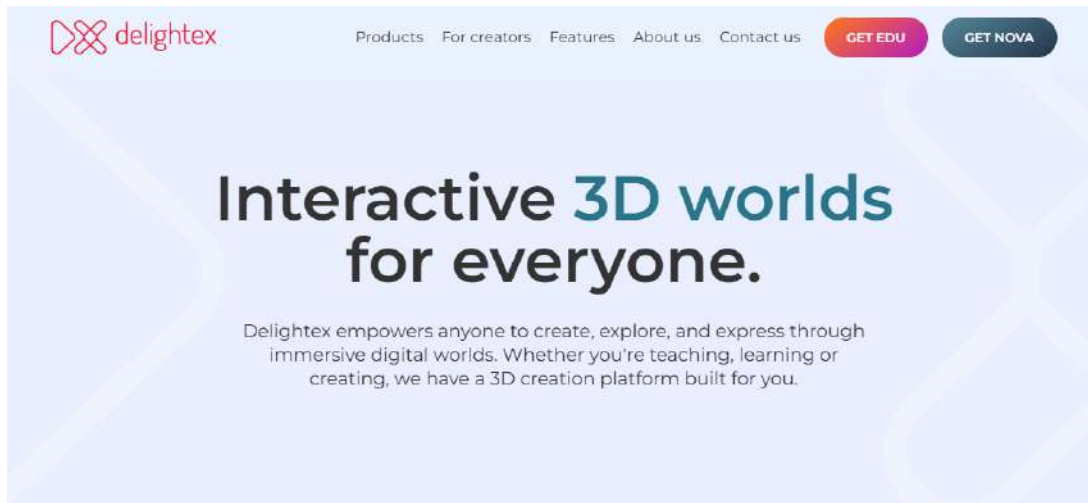 delightex
Products For creators Features About us Contact us GET EDU GET NOVA
Interactive 3D worlds
for everyone.
Delightex empowers anyone to create, explore, and express through
immersive digital worlds. Whether you're teaching, learning or
creating, we have a 3D creation platform built for you.